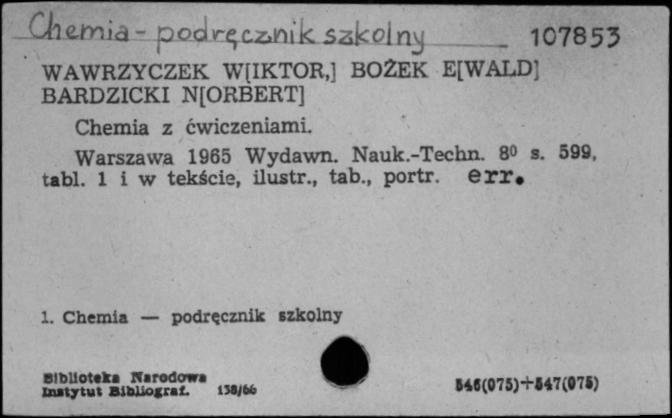 Chemia - podręcznik szkolny 107853
WAWRZYCZEK W[IKTOR,] BOŻEK E[WALD]
BARDZICKI N[ORBERT]
Chemia z ćwiczeniami.
Warszawa 1965 Wydawn. Nauk.-Techn. 8⁰ s. 599,
tabl. 1 i w tekście, ilustr., tab., portr. err.
1. Chemia — podręcznik szkolny
Biblioteka Narodowa
Instytut Bibliograf. 138/66 546(075)+547(075)